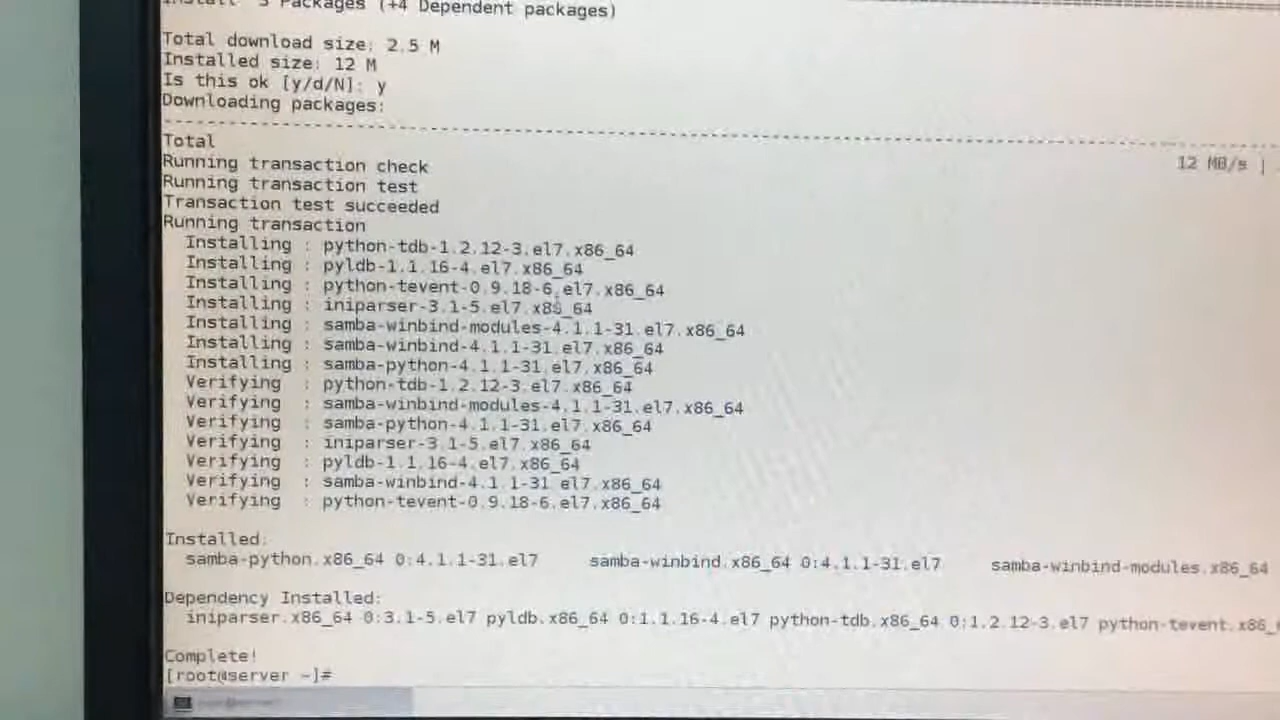 Install 3 Packages (+4 Dependent packages)
Total download size: 2.5 M
Installed size: 12 M
Is this ok [y/d/N]: y
Downloading packages:
--------------------------------------------------------------------------------
Total 12 MB/s |
Running transaction check
Running transaction test
Transaction test succeeded
Running transaction
Installing : python-tdb-1.2.12-3.el7.x86_64
Installing : pyldb-1.1.16-4.el7.x86_64
Installing : python-tevent-0.9.18-6.el7.x86_64
Installing : iniparser-3.1-5.el7.x86_64
Installing : samba-winbind-modules-4.1.1-31.el7.x86_64
Installing : samba-winbind-4.1.1-31.el7.x86_64
Installing : samba-python-4.1.1-31.el7.x86_64
Verifying : python-tdb-1.2.12-3.el7.x86_64
Verifying : samba-winbind-modules-4.1.1-31.el7.x86_64
Verifying : samba-python-4.1.1-31.el7.x86_64
Verifying : iniparser-3.1-5.el7.x86_64
Verifying : pyldb-1.1.16-4.el7.x86_64
Verifying : samba-winbind-4.1.1-31.el7.x86_64
Verifying : python-tevent-0.9.18-6.el7.x86_64
Installed:
samba-python.x86_64 0:4.1.1-31.el7 samba-winbind.x86_64 0:4.1.1-31.el7 samba-winbind-modules.x86_64
Dependency Installed:
iniparser.x86_64 0:3.1-5.el7 pyldb.x86_64 0:1.1.16-4.el7 python-tdb.x86_64 0:1.2.12-3.el7 python-tevent.x86_
Complete!
[root@server ~]#